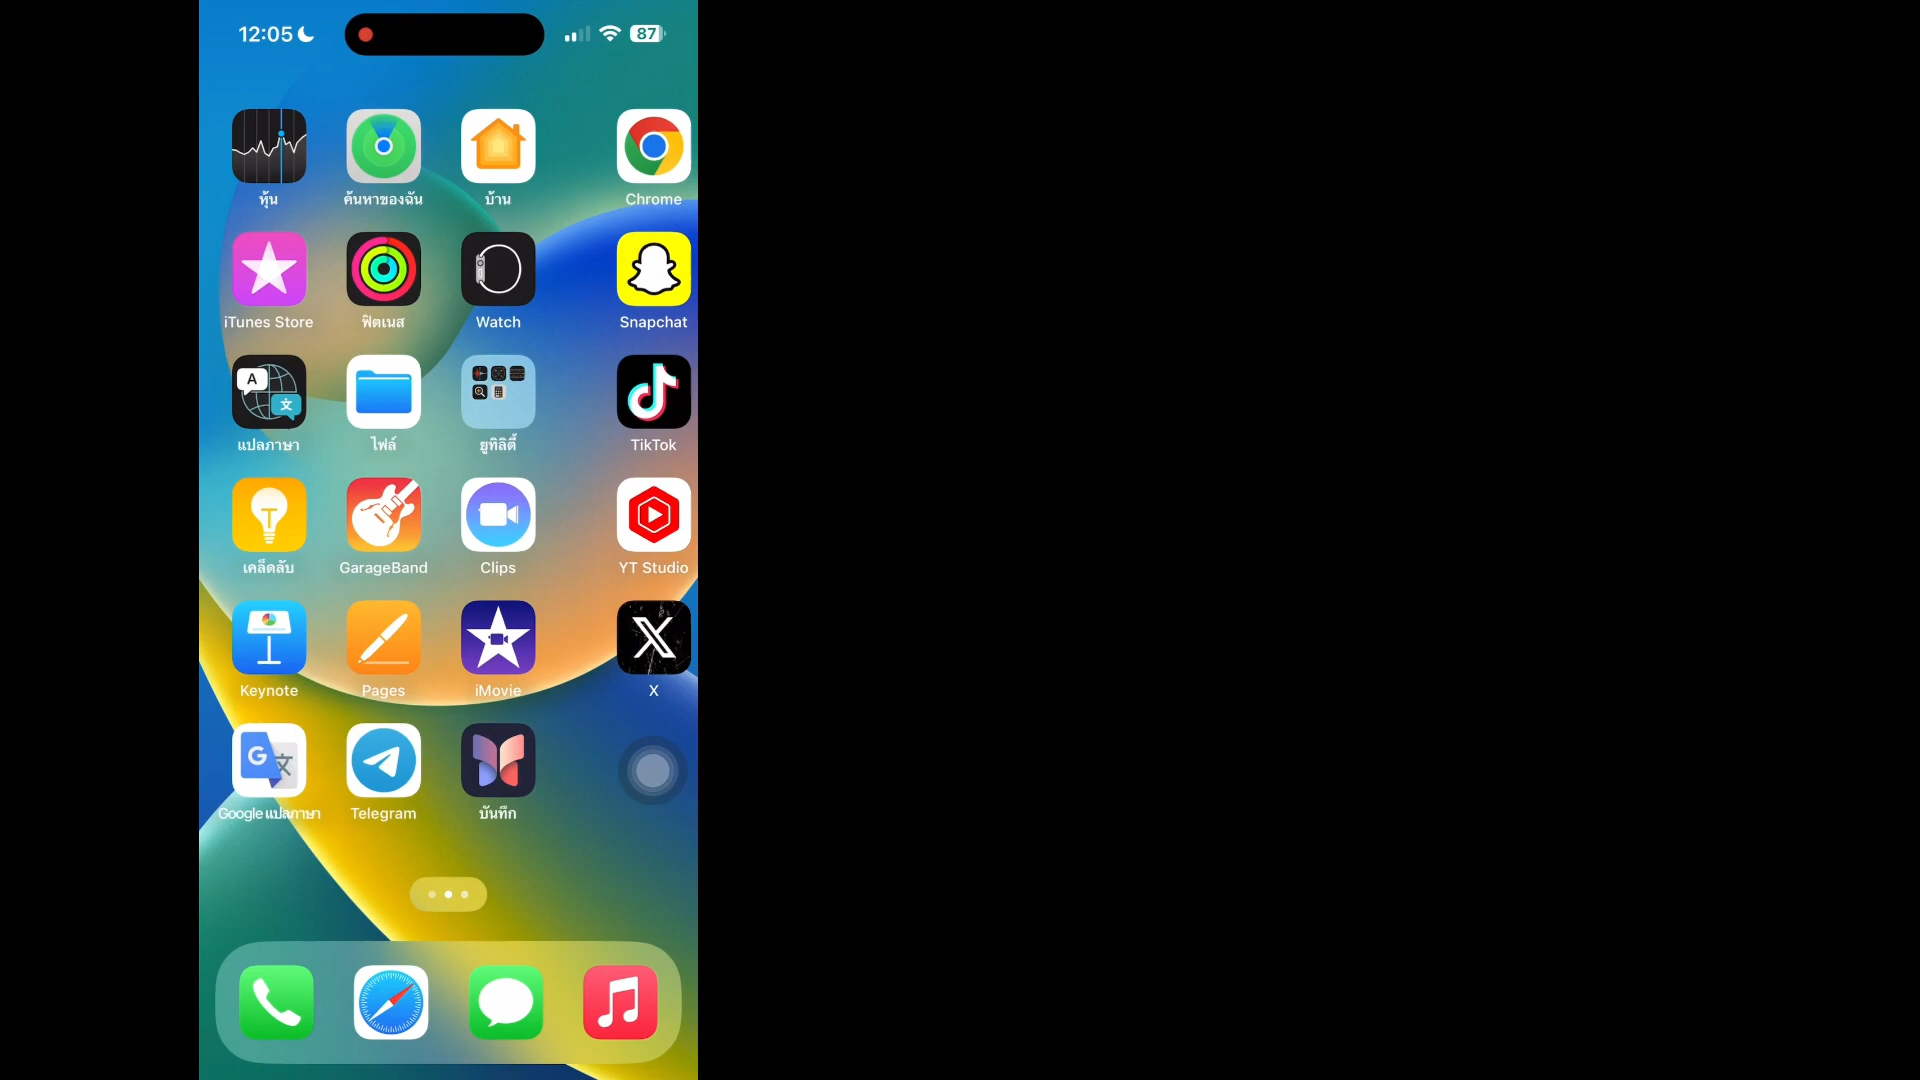 12:05
87
หุ้น
ค้นหาของฉัน
บ้าน
Chrome
iTunes Store
ฟิตเนส
Watch
Snapchat
A
文
แปลภาษา
ไฟล์
ยูทิลิตี้
TikTok
เคล็ดลับ
GarageBand
Clips
YT Studio
Keynote
Pages
iMovie
X
G
文
Google แปลภาษา
Telegram
บันทึก